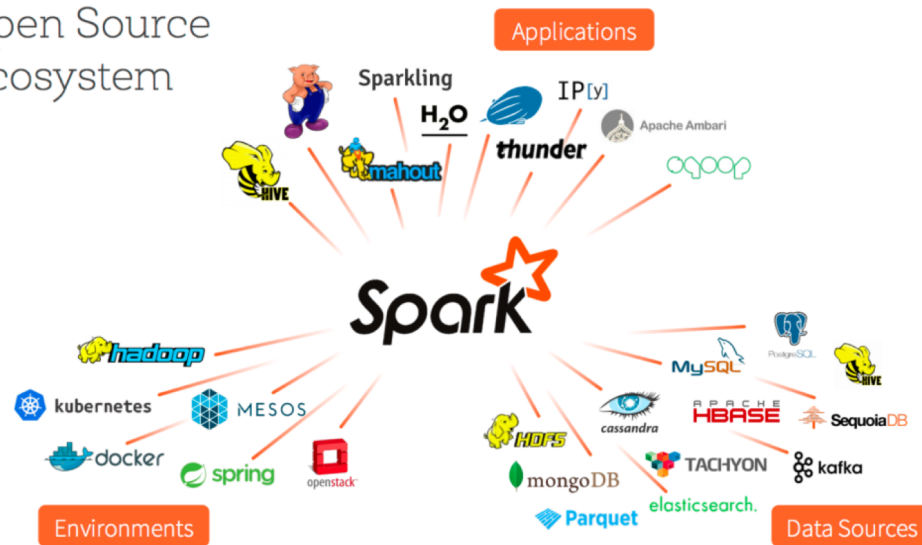 pen Source
cosystem
Applications
Sparkling
H2O
IP[y]
thunder
Apache Ambari
mahout
HIVE
sqoop
Spark
hadoop
kubernetes
MESOS
docker
spring
openstack
Environments
PostgreSQL
MySQL
HIVE
cassandra
APACHE
HBASE
SequoiaDB
HDFS
TACHYON
kafka
mongoDB
elasticsearch.
Parquet
Data Sources